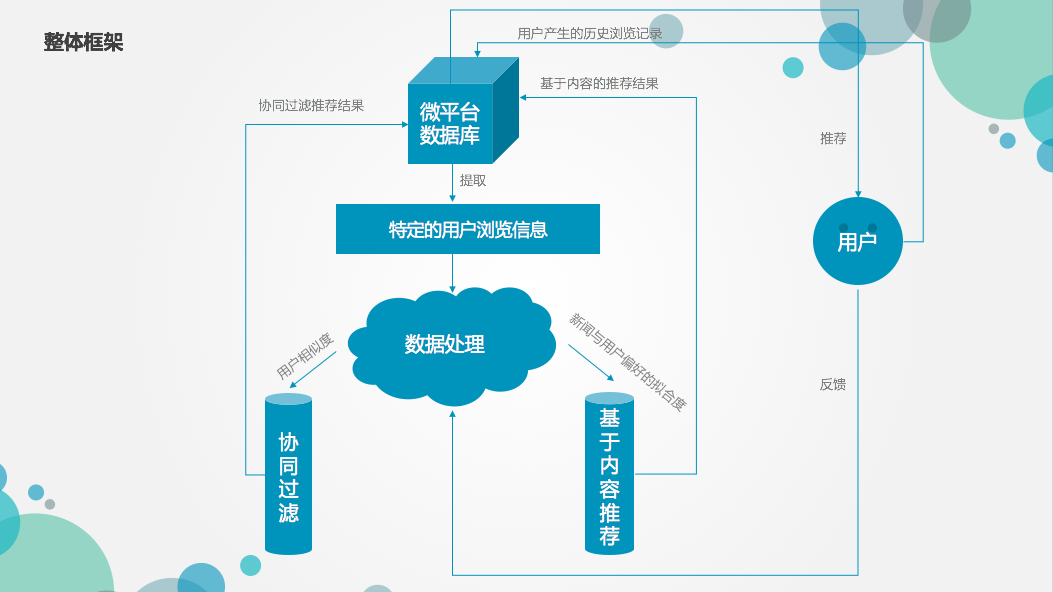 整体框架
用户产生的历史浏览记录
基于内容的推荐结果
协同过滤推荐结果
微平台
数据库
推荐
提取
特定的用户浏览信息
用户
数据处理
用户相似度
新闻与用户偏好的拟合度
反馈
协同过滤
基于内容推荐